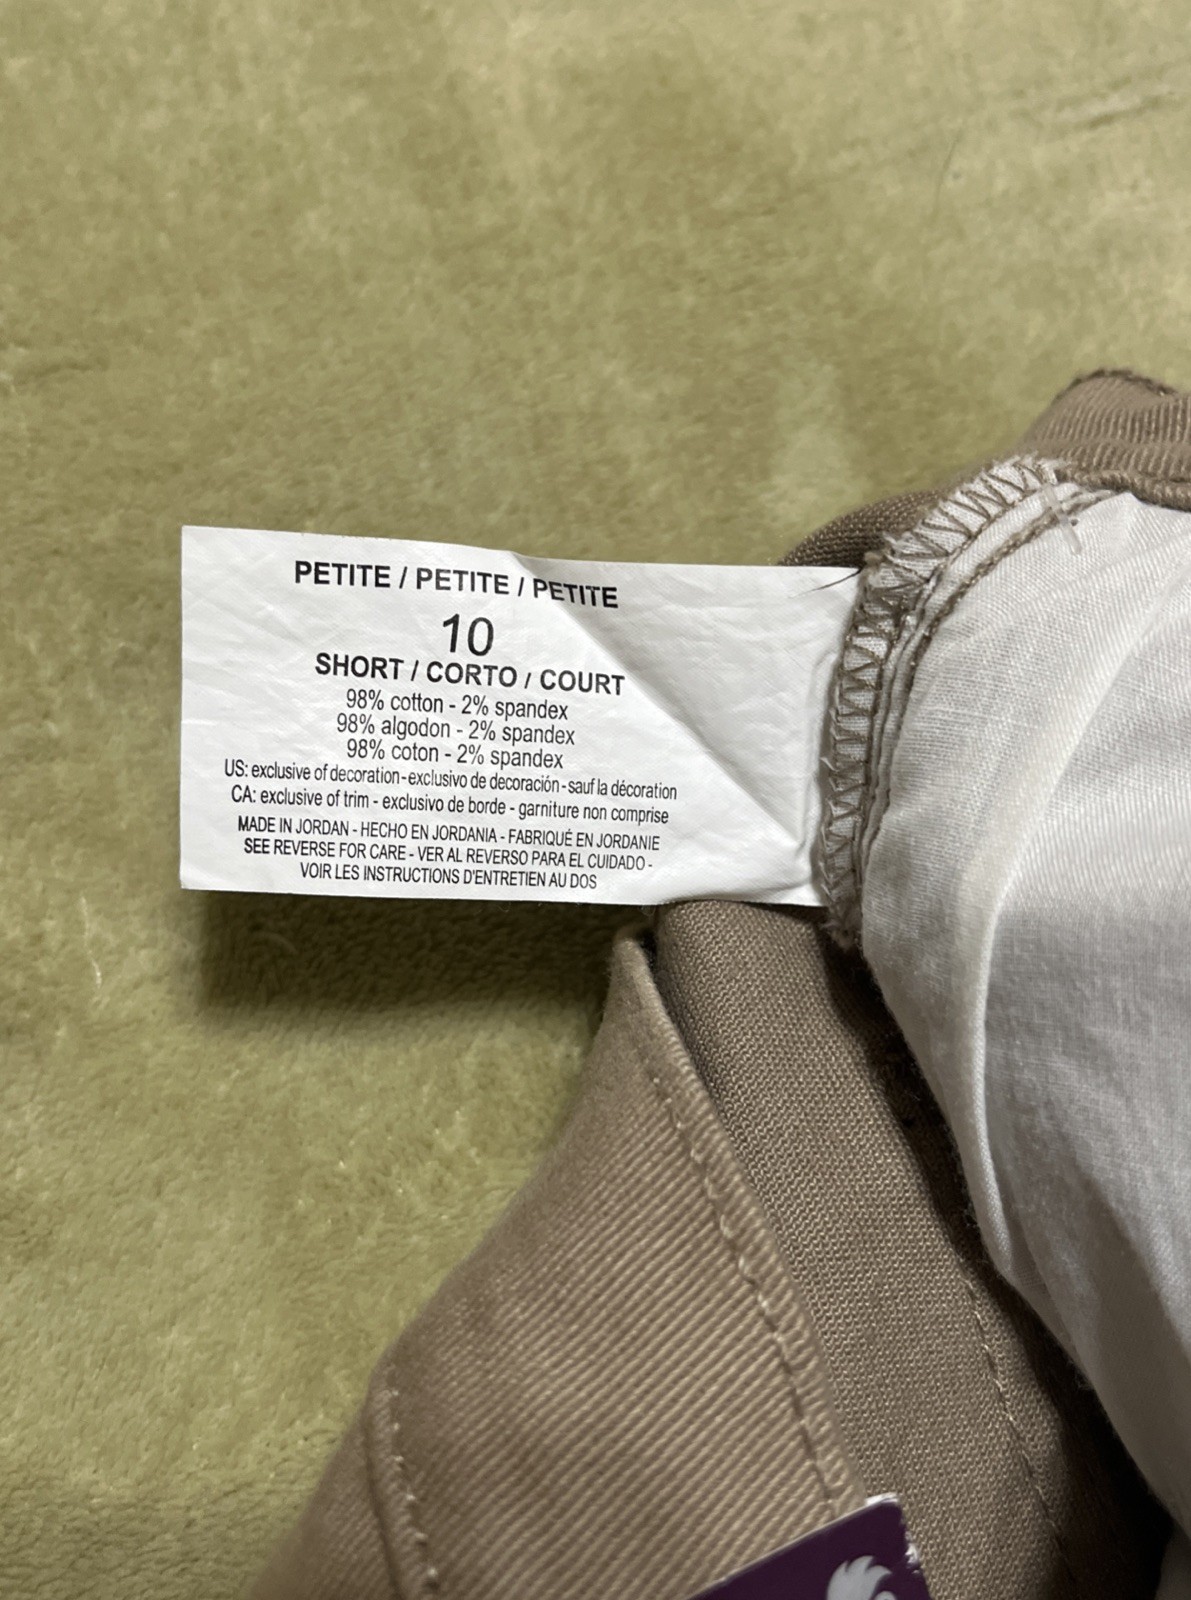 PETITE / PETITE / PETITE
10
SHORT / CORTO / COURT
98% cotton - 2% spandex
98% algodon - 2% spandex
98% coton - 2% spandex
US: exclusive of decoration - exclusivo de decoración - sauf la décoration
CA: exclusive of trim - exclusivo de borde - garniture non comprise
MADE IN JORDAN - HECHO EN JORDANIA - FABRIQUÉ EN JORDANIE
SEE REVERSE FOR CARE - VER AL REVERSO PARA EL CUIDADO -
VOIR LES INSTRUCTIONS D'ENTRETIEN AU DOS